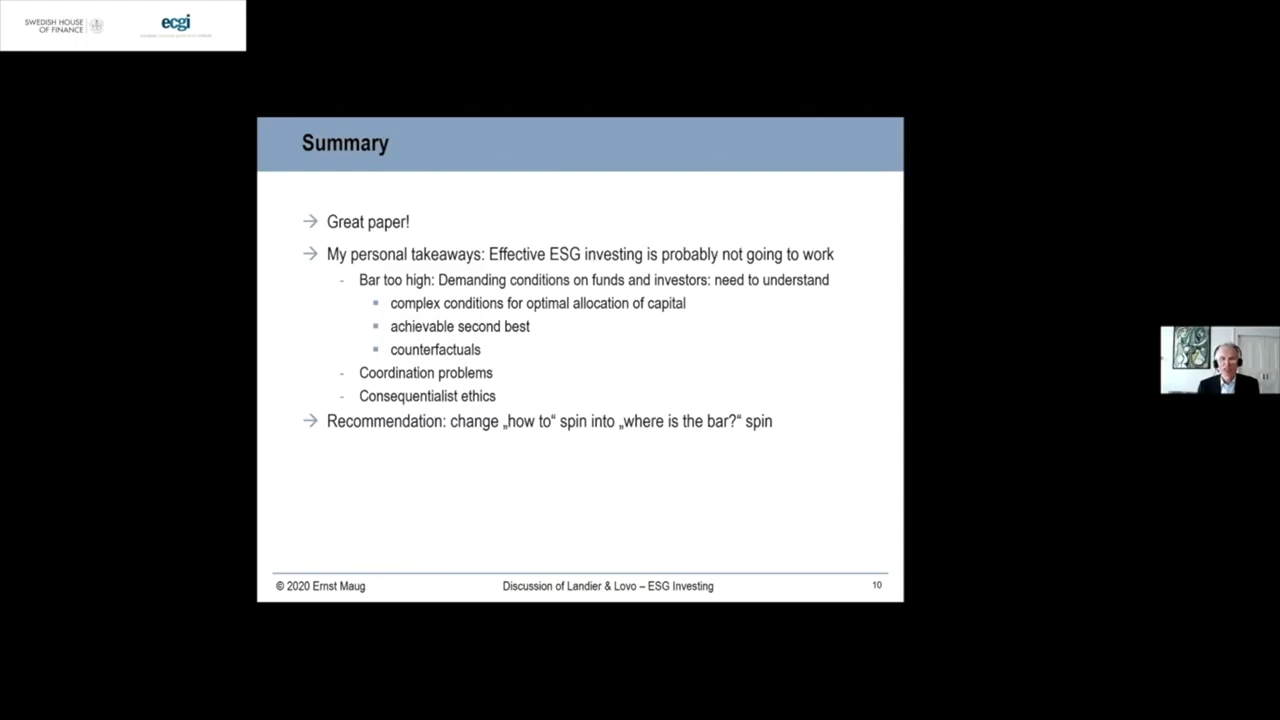 SWEDISH HOUSE
OF FINANCE
ecgi
Summary
→ Great paper!
→ My personal takeaways: Effective ESG investing is probably not going to work
- Bar too high: Demanding conditions on funds and investors: need to understand
▪ complex conditions for optimal allocation of capital
▪ achievable second best
▪ counterfactuals
- Coordination problems
- Consequentialist ethics
→ Recommendation: change „how to“ spin into „where is the bar?“ spin
© 2020 Ernst Maug
Discussion of Landier & Lovo – ESG Investing
10